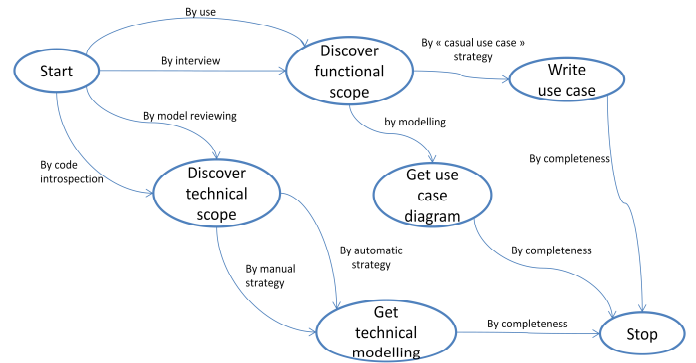 By use
Start
By interview
Discover
functional
scope
By « casual use case »
strategy
Write
use case
By model reviewing
by modelling
By code
introspection
Discover
technical
scope
Get use
case
diagram
By completeness
By manual
strategy
By automatic
strategy
By completeness
Get
technical
modelling
By completeness
Stop